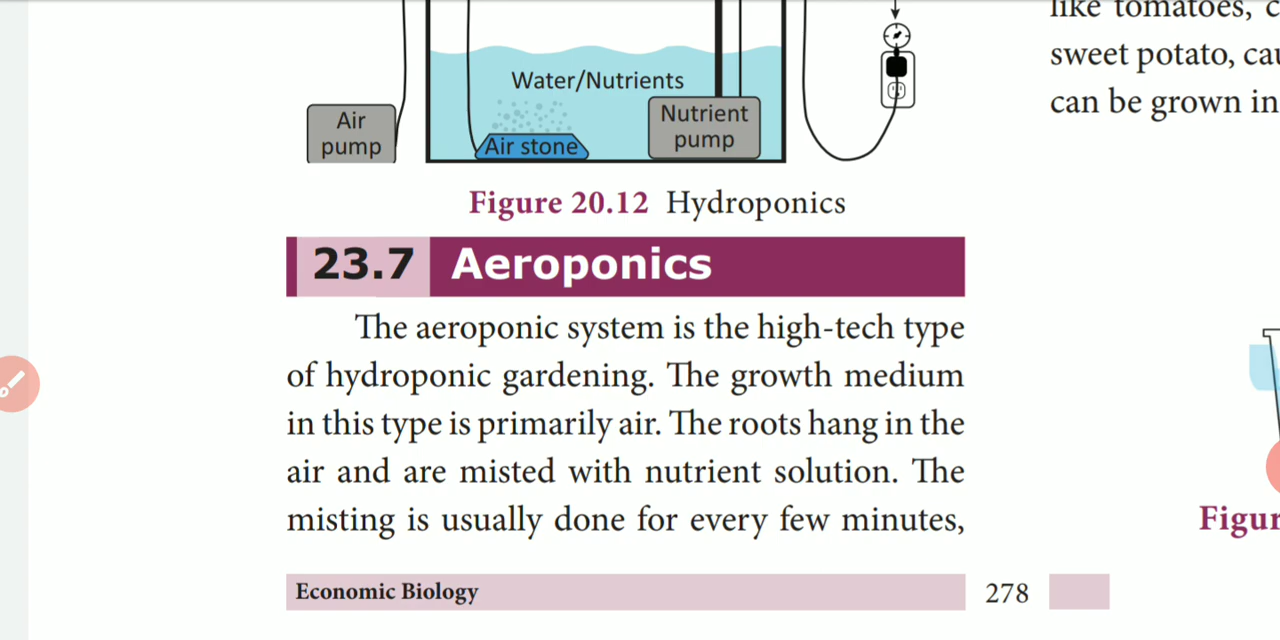 like tomatoes,
sweet potato,
can be grown in
Water/Nutrients
Air
pump
Air stone
Nutrient
pump
Figure 20.12 Hydroponics
23.7 Aeroponics
The aeroponic system is the high-tech type
of hydroponic gardening. The growth medium
in this type is primarily air. The roots hang in the
air and are misted with nutrient solution. The
misting is usually done for every few minutes,
Economic Biology
278